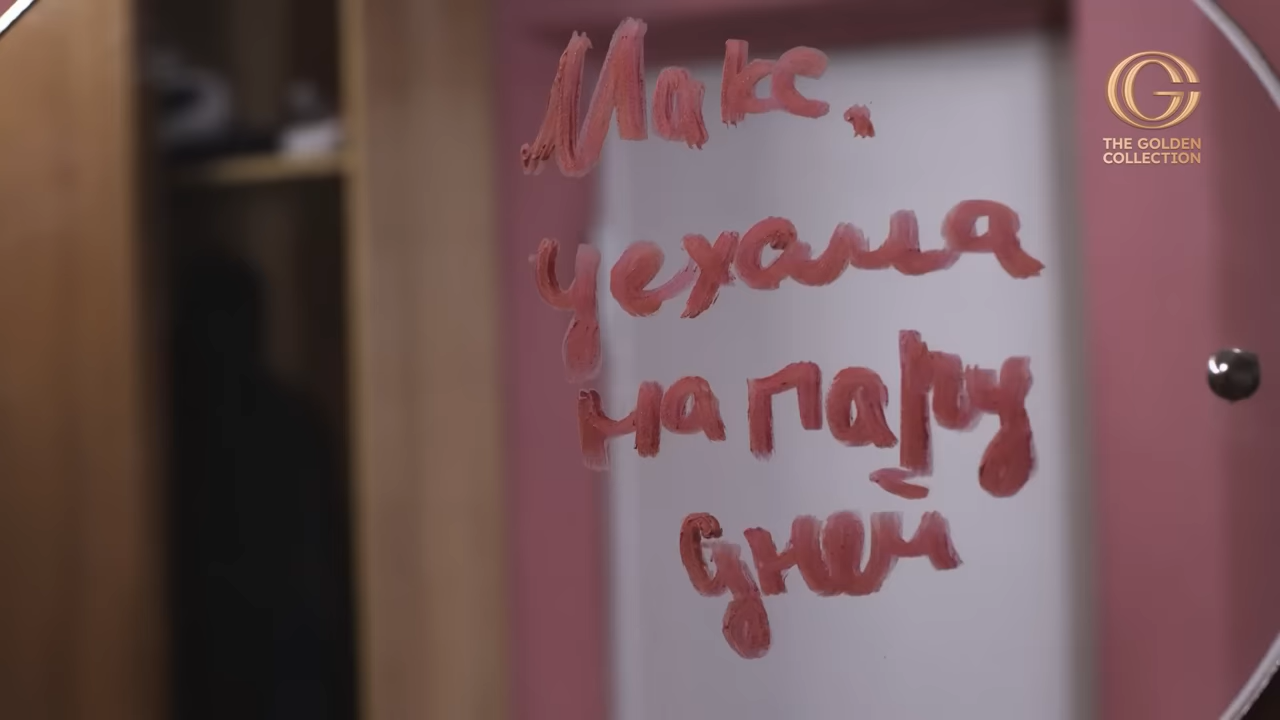 Макс,
уехала
на пару
дней
THE GOLDEN
COLLECTION